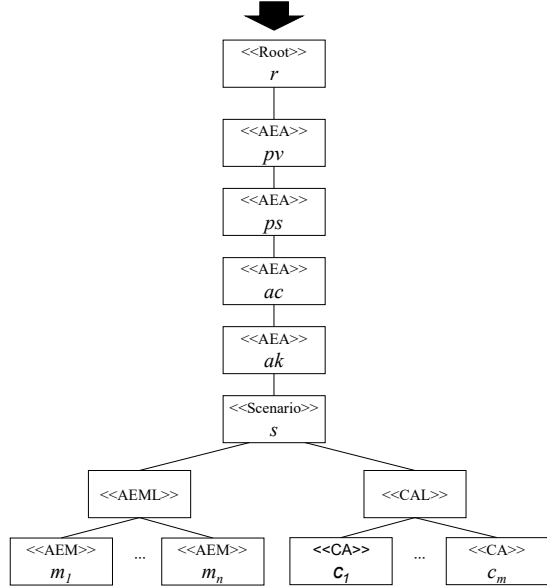 <<Root>>
r
<<AEA>>
pv
<<AEA>>
ps
<<AEA>>
ac
<<AEA>>
ak
<<Scenario>>
s
<<AEML>>
<<CAL>>
<<AEM>>
m1
...
<<AEM>>
mn
<<CA>>
c1
...
<<CA>>
cm